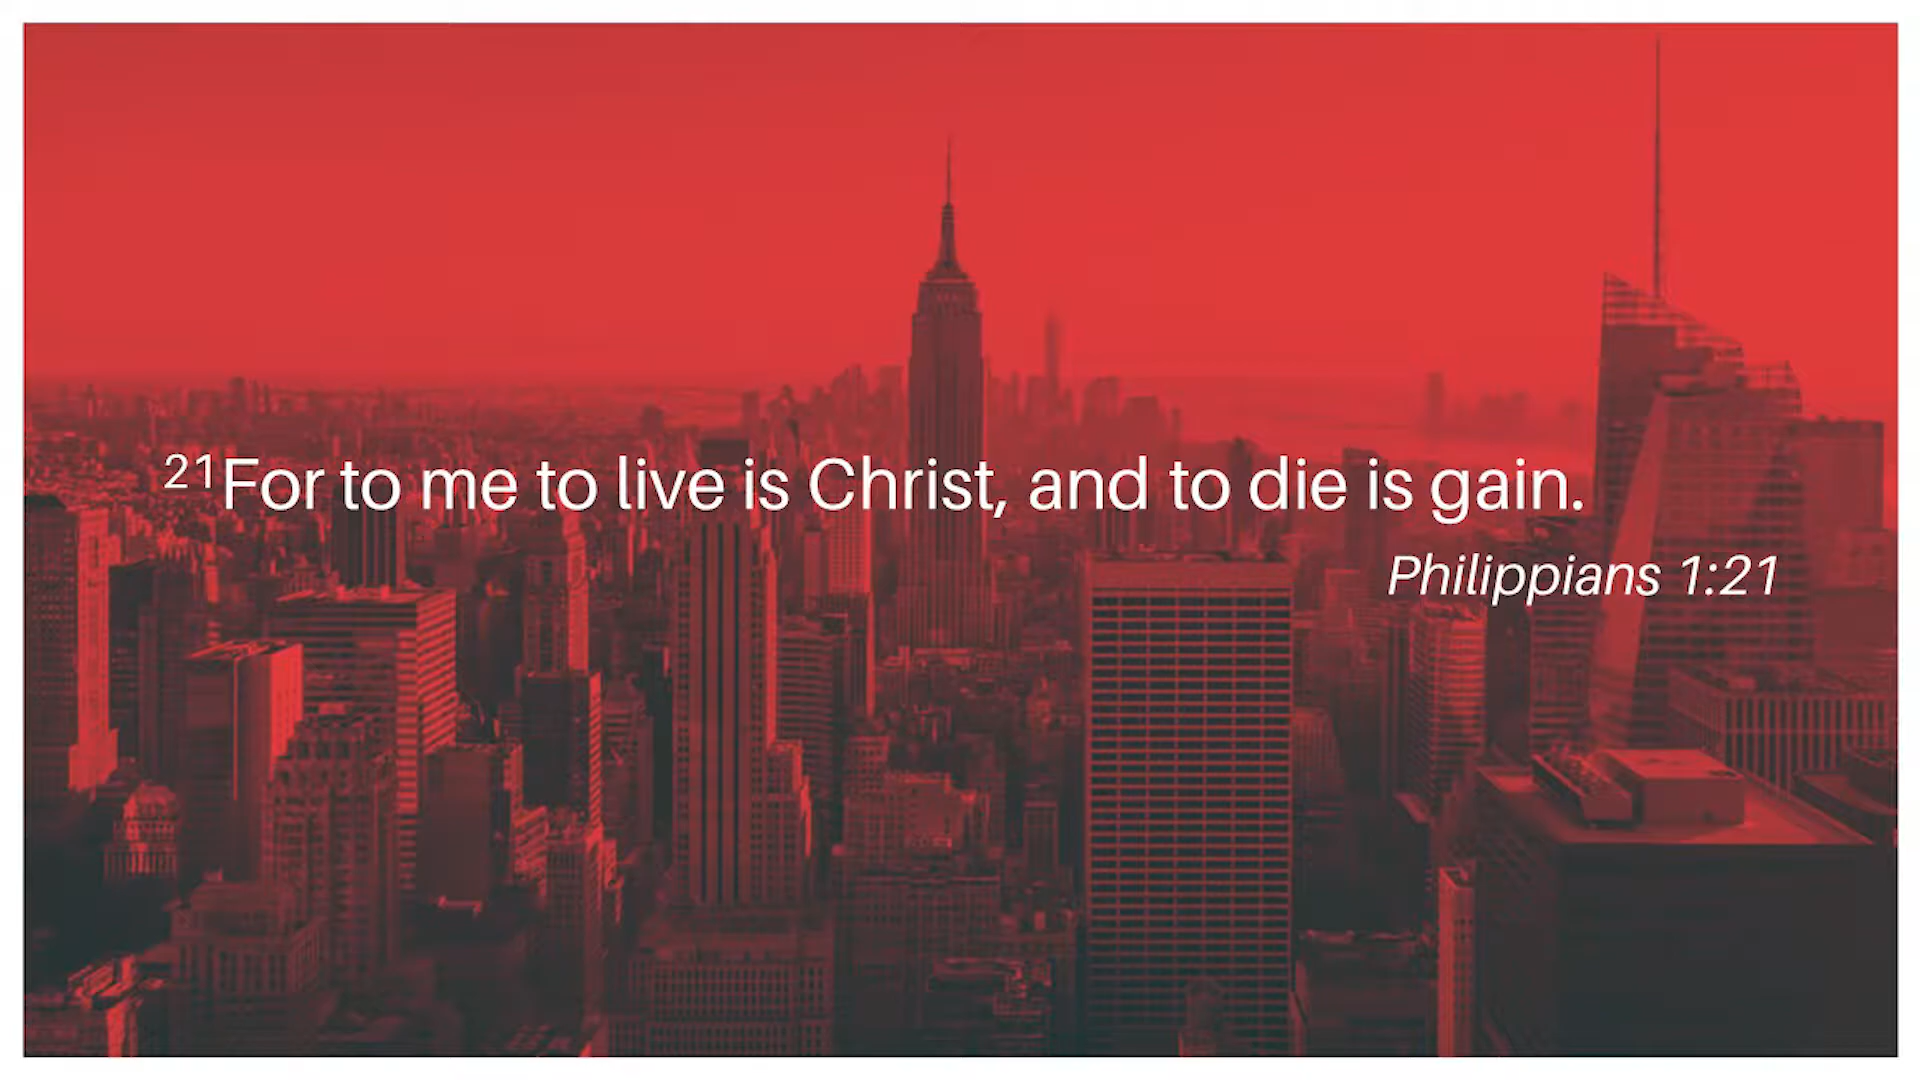 ²¹For to me to live is Christ, and to die is gain.
Philippians 1:21